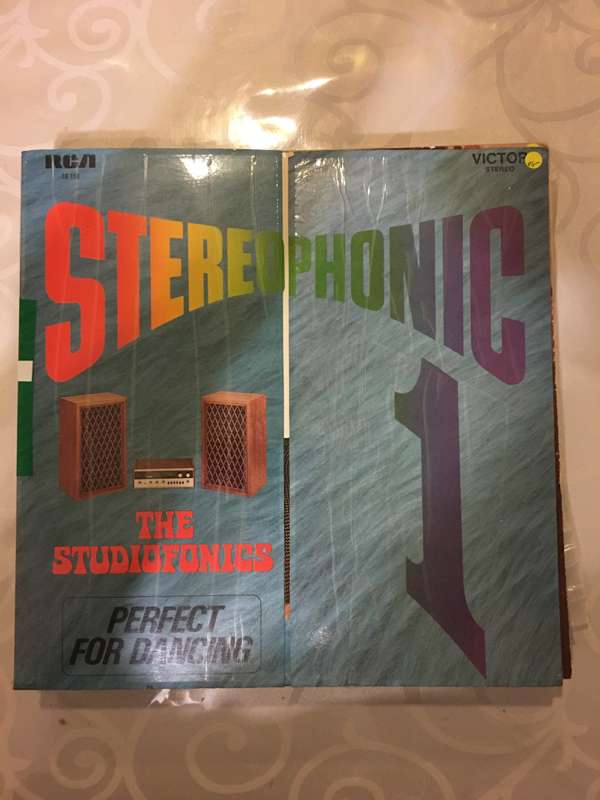 RCA
VICTOR
STEREO
STEREOPHONIC
1
THE
STUDIOFONICS
PERFECT
FOR DANCING